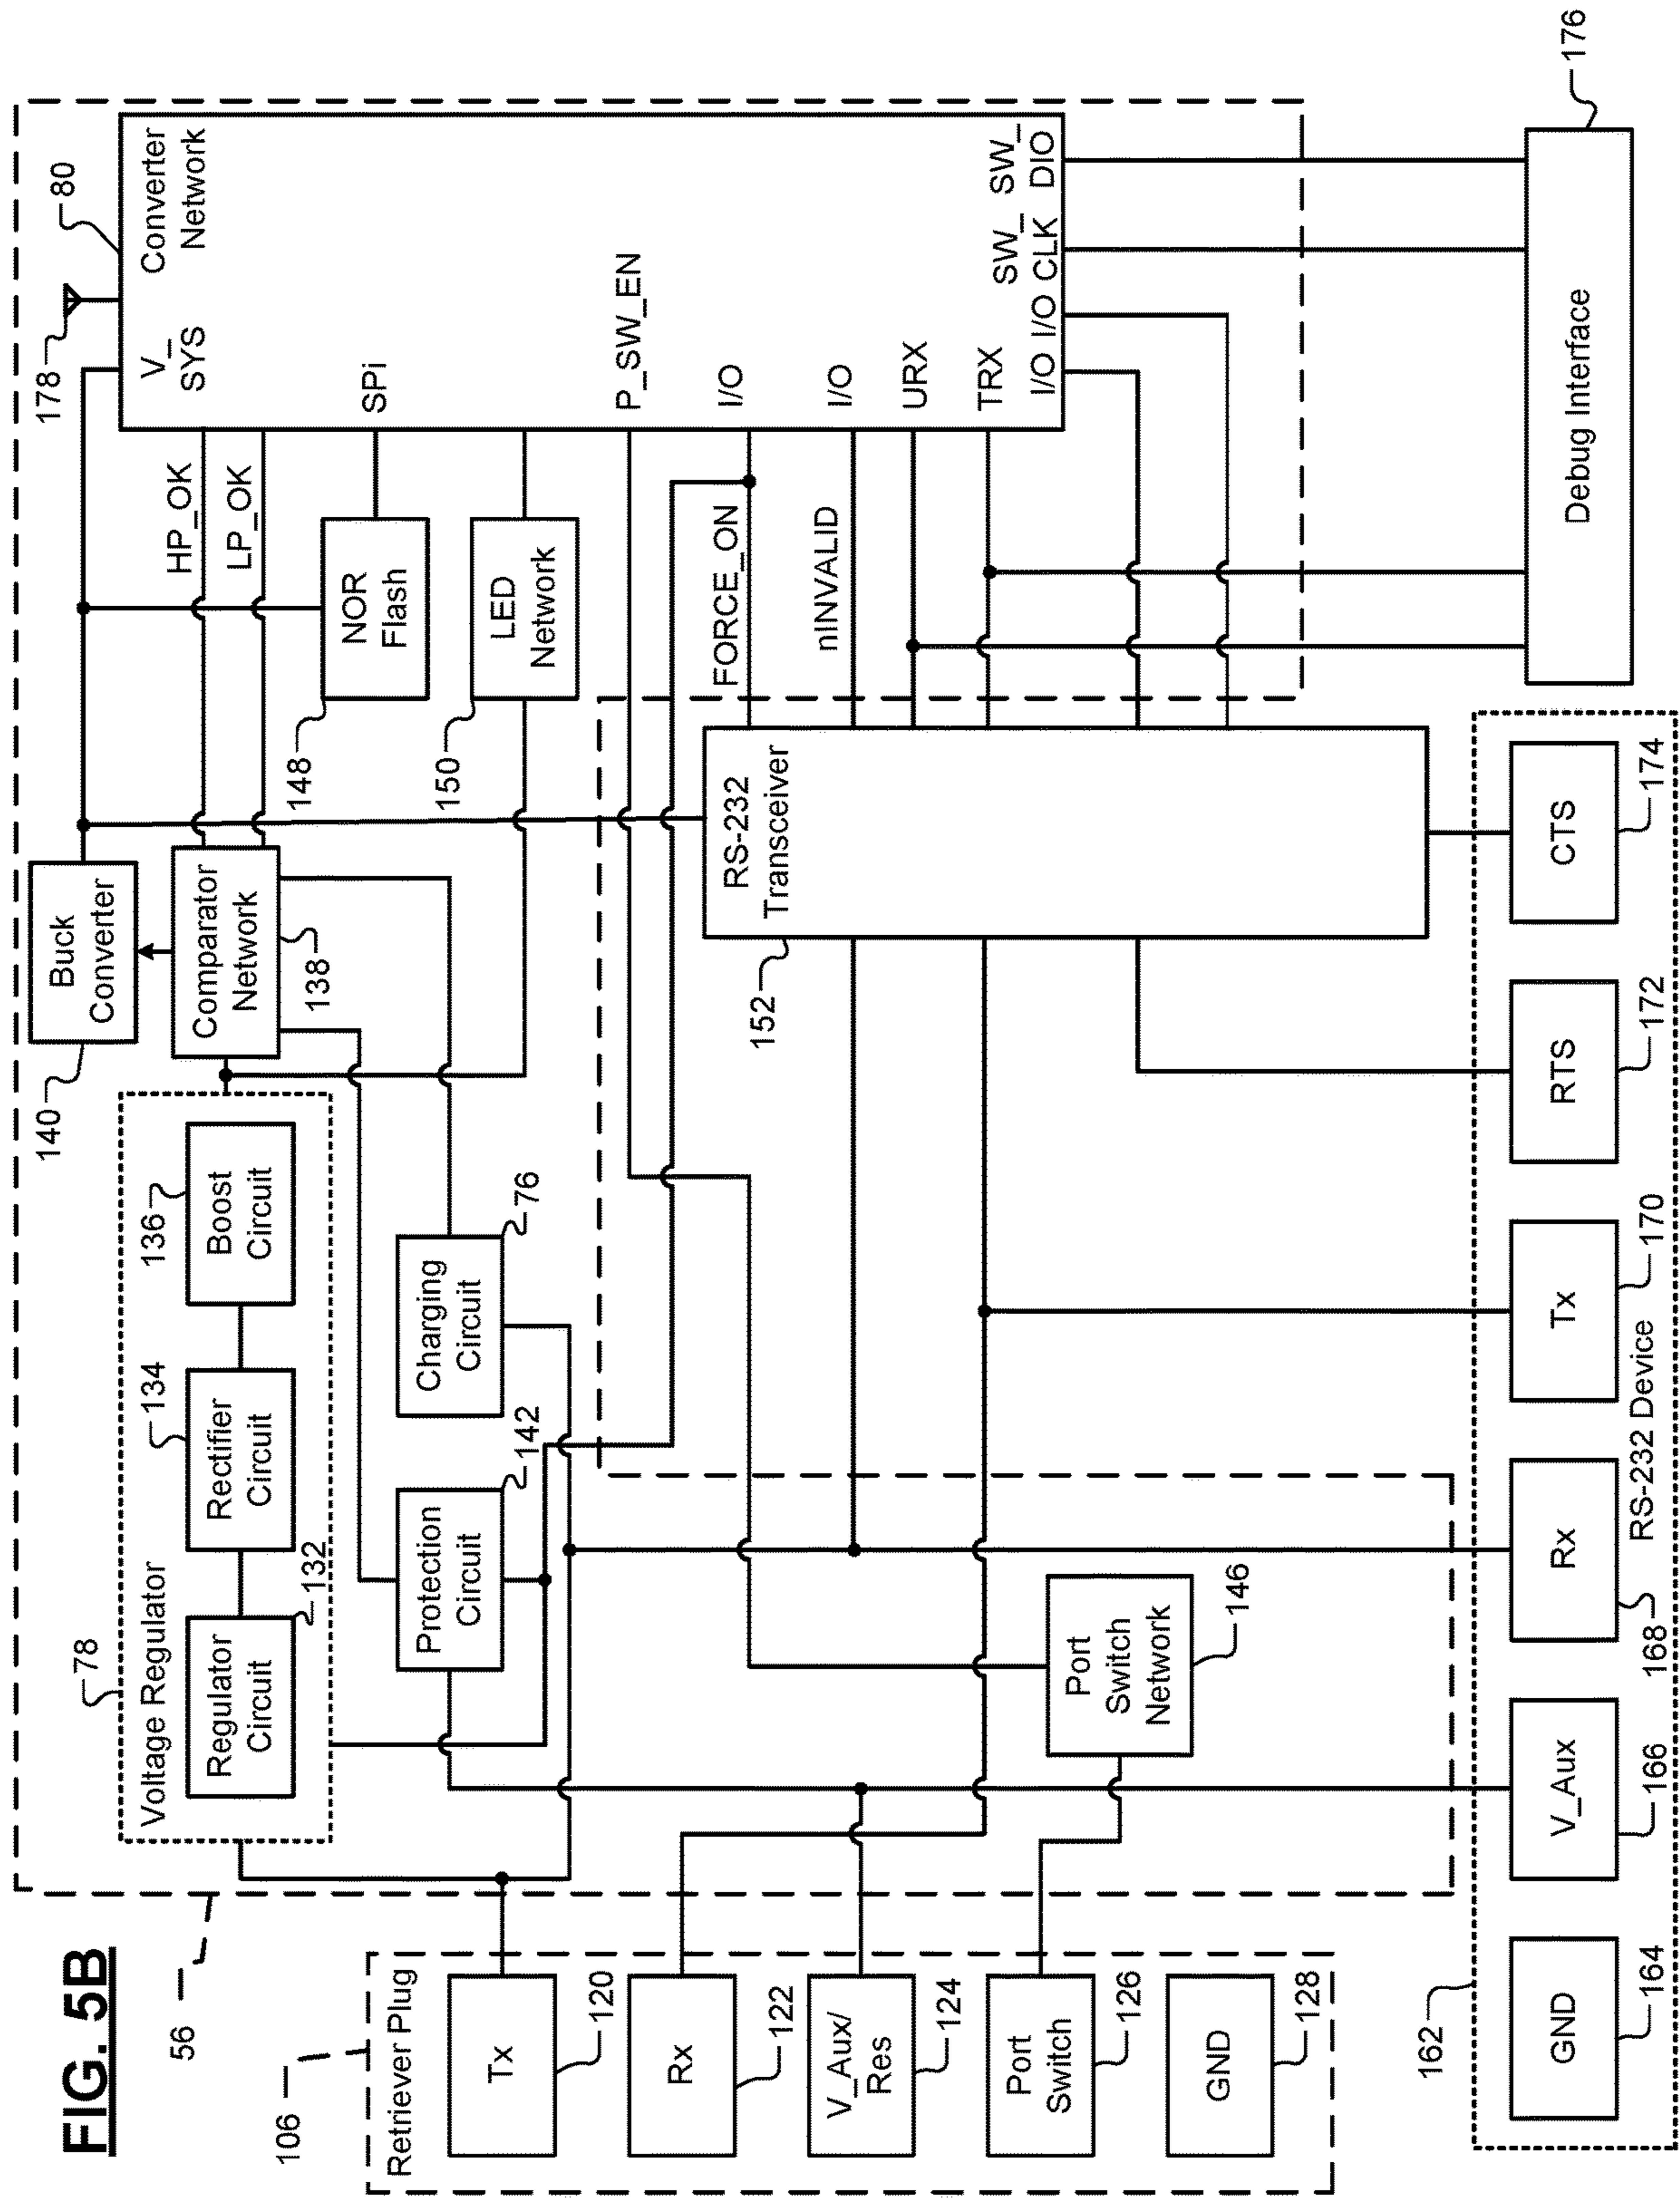 FIG. 5B
56
106
Retriever Plug
Tx
120
Rx
122
V_Aux/
Res
124
Port
Switch
126
GND
128
78
Voltage Regulator
Regulator
Circuit
132
Rectifier
Circuit
134
Boost
Circuit
136
140
Buck
Converter
Comparator
Network
138
Protection
Circuit
142
Charging
Circuit
76
Port
Switch
Network
146
HP_OK
LP_OK
NOR
Flash
148
LED
Network
150
FORCE_ON
nINVALID
RS-232
Transceiver
152
178
80
V_
SYS
Converter
Network
SPi
P_SW_EN
I/O
I/O
URX
TRX
I/O
I/O
SW_
CLK
SW_
DIO
162
GND
164
V_Aux
166
Rx
168
RS-232 Device
Tx
170
RTS
172
CTS
174
Debug Interface
176